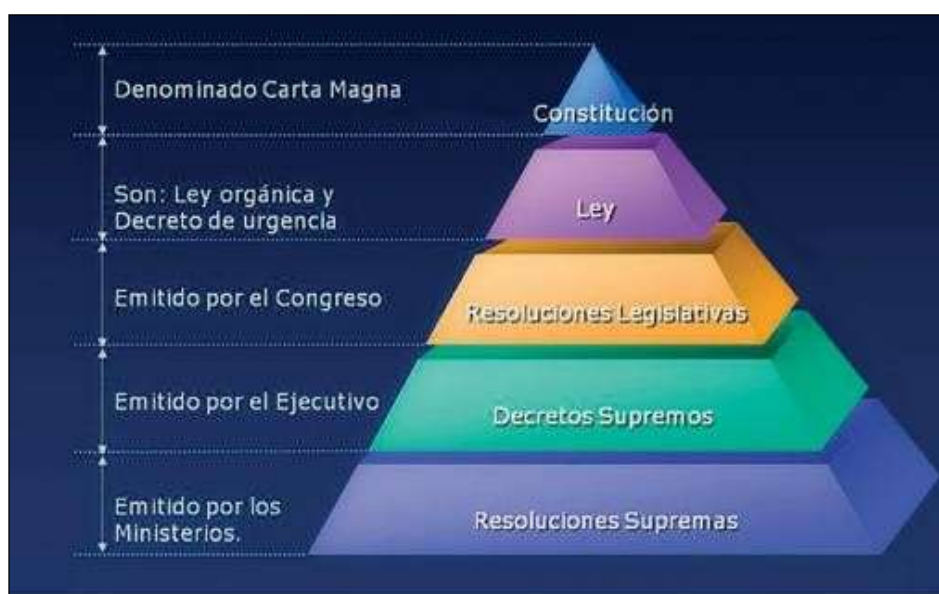 Denominado Carta Magna
Constitución
Son: Ley orgánica y
Decreto de urgencia
Ley
Emitido por el Congreso
Resoluciones Legislativas
Emitido por el Ejecutivo
Decretos Supremos
Emitido por los
Ministerios.
Resoluciones Supremas